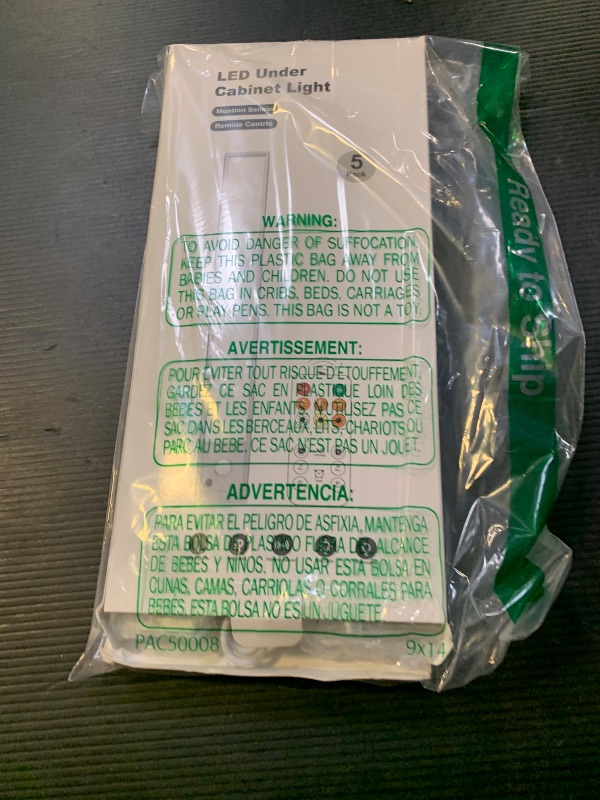 LED Under
Cabinet Light
Maotion Sensor
Remote Contrlg
5
Pack
WARNING:
TO AVOID DANGER OF SUFFOCATION,
KEEP THIS PLASTIC BAG AWAY FROM
BABIES AND CHILDREN. DO NOT USE
THIS BAG IN CRIBS, BEDS, CARRIAGES
OR PLAY PENS. THIS BAG IS NOT A TOY.
AVERTISSEMENT:
POUR EVITER TOUT RISQUE D'ETOUFFEMENT,
GARDEZ CE SAC EN PLASTIQUE LOIN DES
BEBES ET LES ENFANTS. N'UTILISEZ PAS CE
SAC DANS LES BERCEAUX, LITS, CHARIOTS OU
PARC AU BEBE. CE SAC N'EST PAS UN JOUET.
ADVERTENCIA:
PARA EVITAR EL PELIGRO DE ASFIXIA, MANTENGA
ESTA BOLSA DE PLASTICO FUERA DEL ALCANCE
DE BEBES Y NINOS. NO USAR ESTA BOLSA EN
CUNAS, CAMAS, CARRIOLAS O CORRALES PARA
BEBES. ESTA BOLSA NO ES UN JUGUETE.
PAC50008
9x14
Ready to Ship